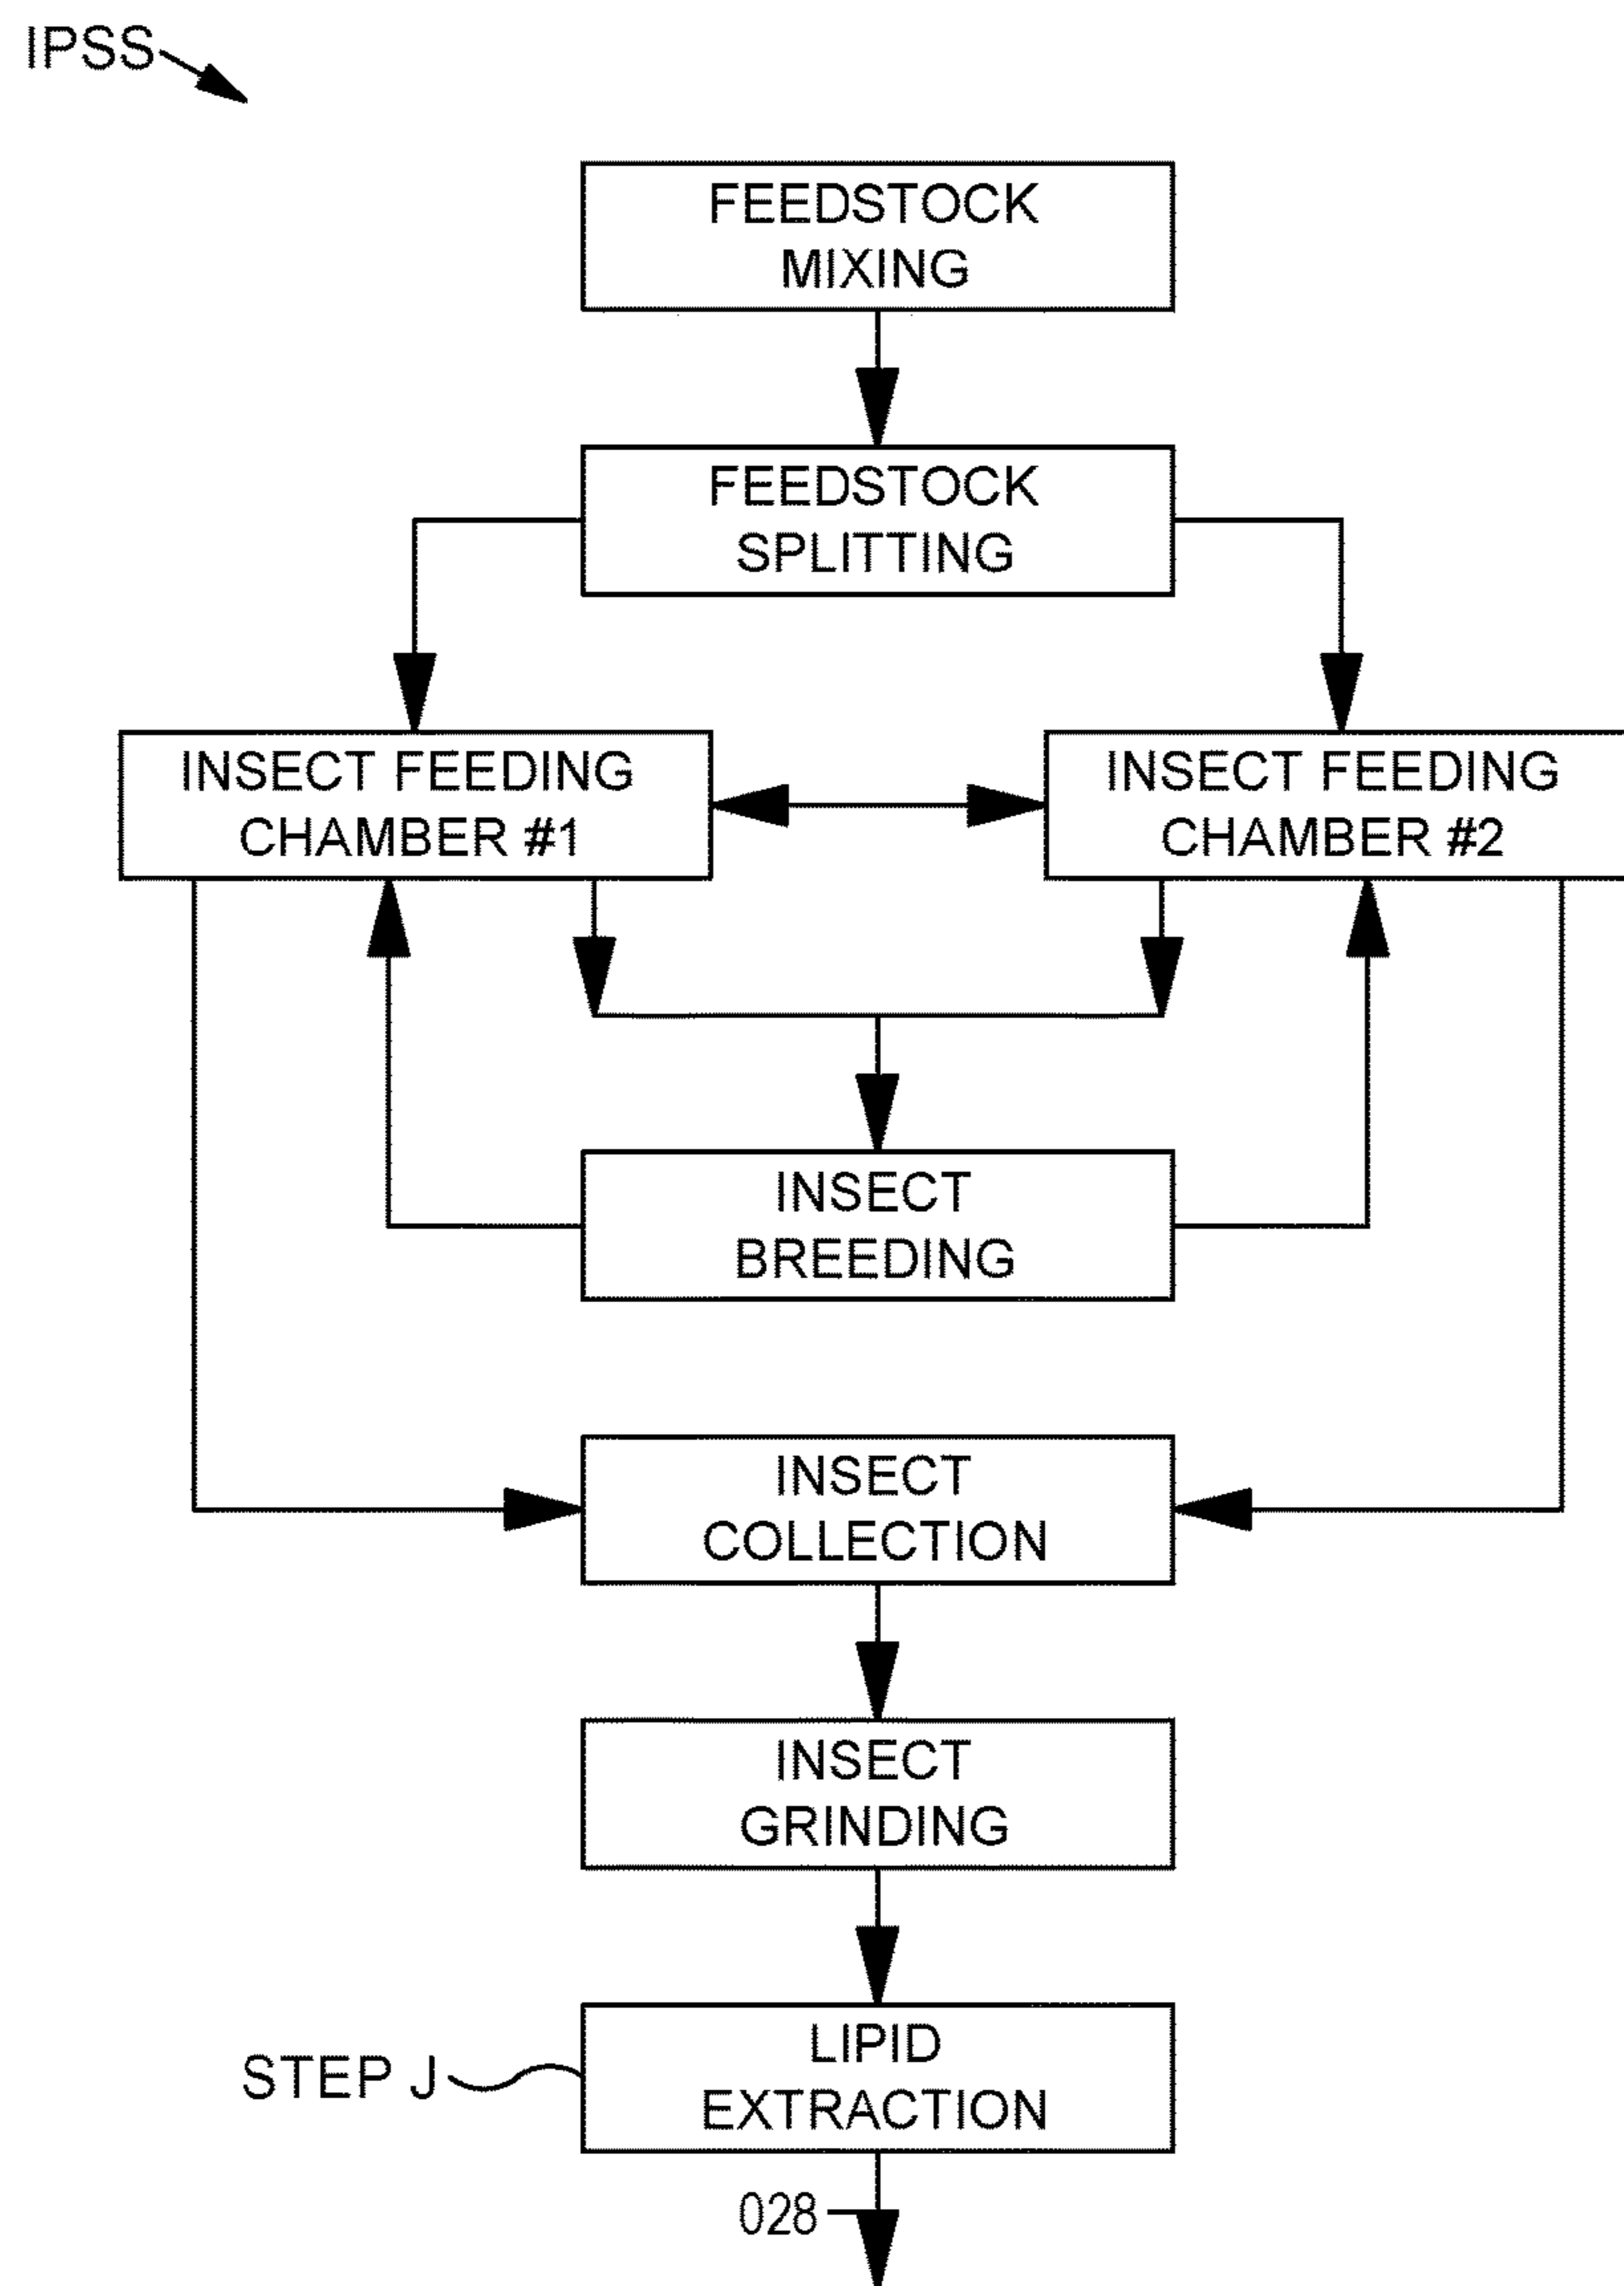 IPSS
FEEDSTOCK
MIXING
FEEDSTOCK
SPLITTING
INSECT FEEDING
CHAMBER #1
INSECT FEEDING
CHAMBER #2
INSECT
BREEDING
INSECT
COLLECTION
INSECT
GRINDING
LIPID
EXTRACTION
STEP J
028